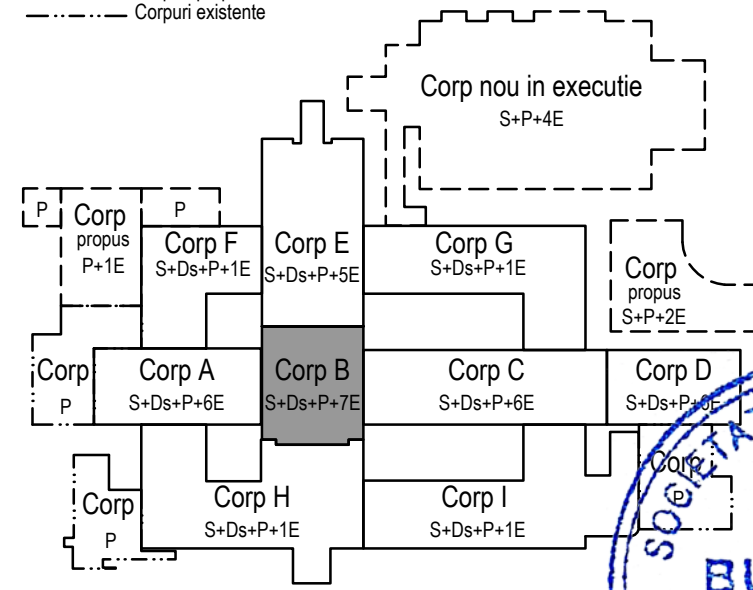 Corpuri existente
Corp nou in executie
S+P+4E
P
Corp
propus
P+1E
P
Corp F
S+Ds+P+1E
Corp E
S+Ds+P+5E
Corp G
S+Ds+P+1E
Corp
propus
S+P+2E
Corp
P
Corp A
S+Ds+P+6E
Corp B
S+Ds+P+7E
Corp C
S+Ds+P+6E
Corp D
Corp
P
Corp H
S+Ds+P+1E
Corp I
S+Ds+P+1E
Corp
P